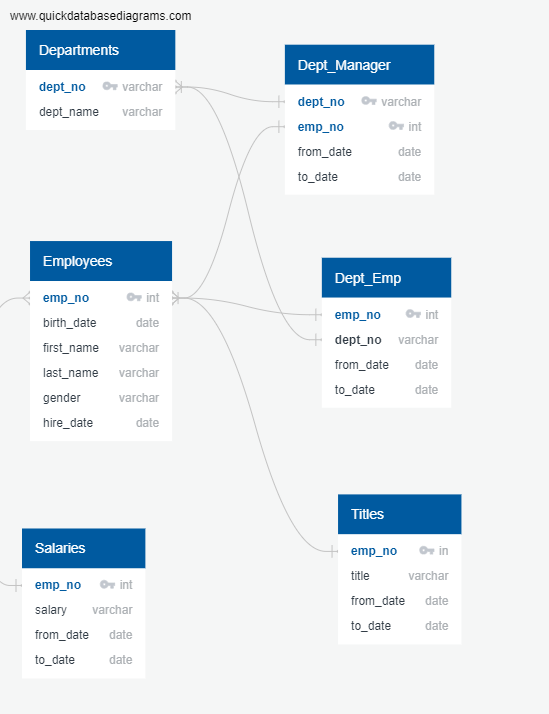 www.quickdatabasediagrams.com
Departments
dept_no varchar
dept_name varchar
Dept_Manager
dept_no varchar
emp_no int
from_date date
to_date date
Employees
emp_no int
birth_date date
first_name varchar
last_name varchar
gender varchar
hire_date date
Dept_Emp
emp_no int
dept_no varchar
from_date date
to_date date
Titles
emp_no in
title varchar
from_date date
to_date date
Salaries
emp_no int
salary varchar
from_date date
to_date date